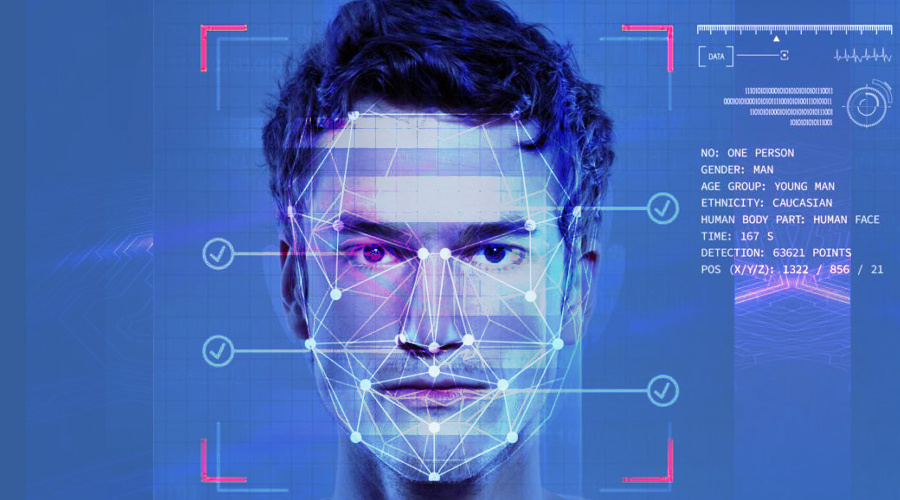 DATA
NO: ONE PERSON
GENDER: MAN
AGE GROUP: YOUNG MAN
ETHNICITY: CAUCASIAN
HUMAN BODY PART: HUMAN FACE
TIME: 167 S
DETECTION: 63621 POINTS
POS (X/Y/Z): 1322 / 856 / 21